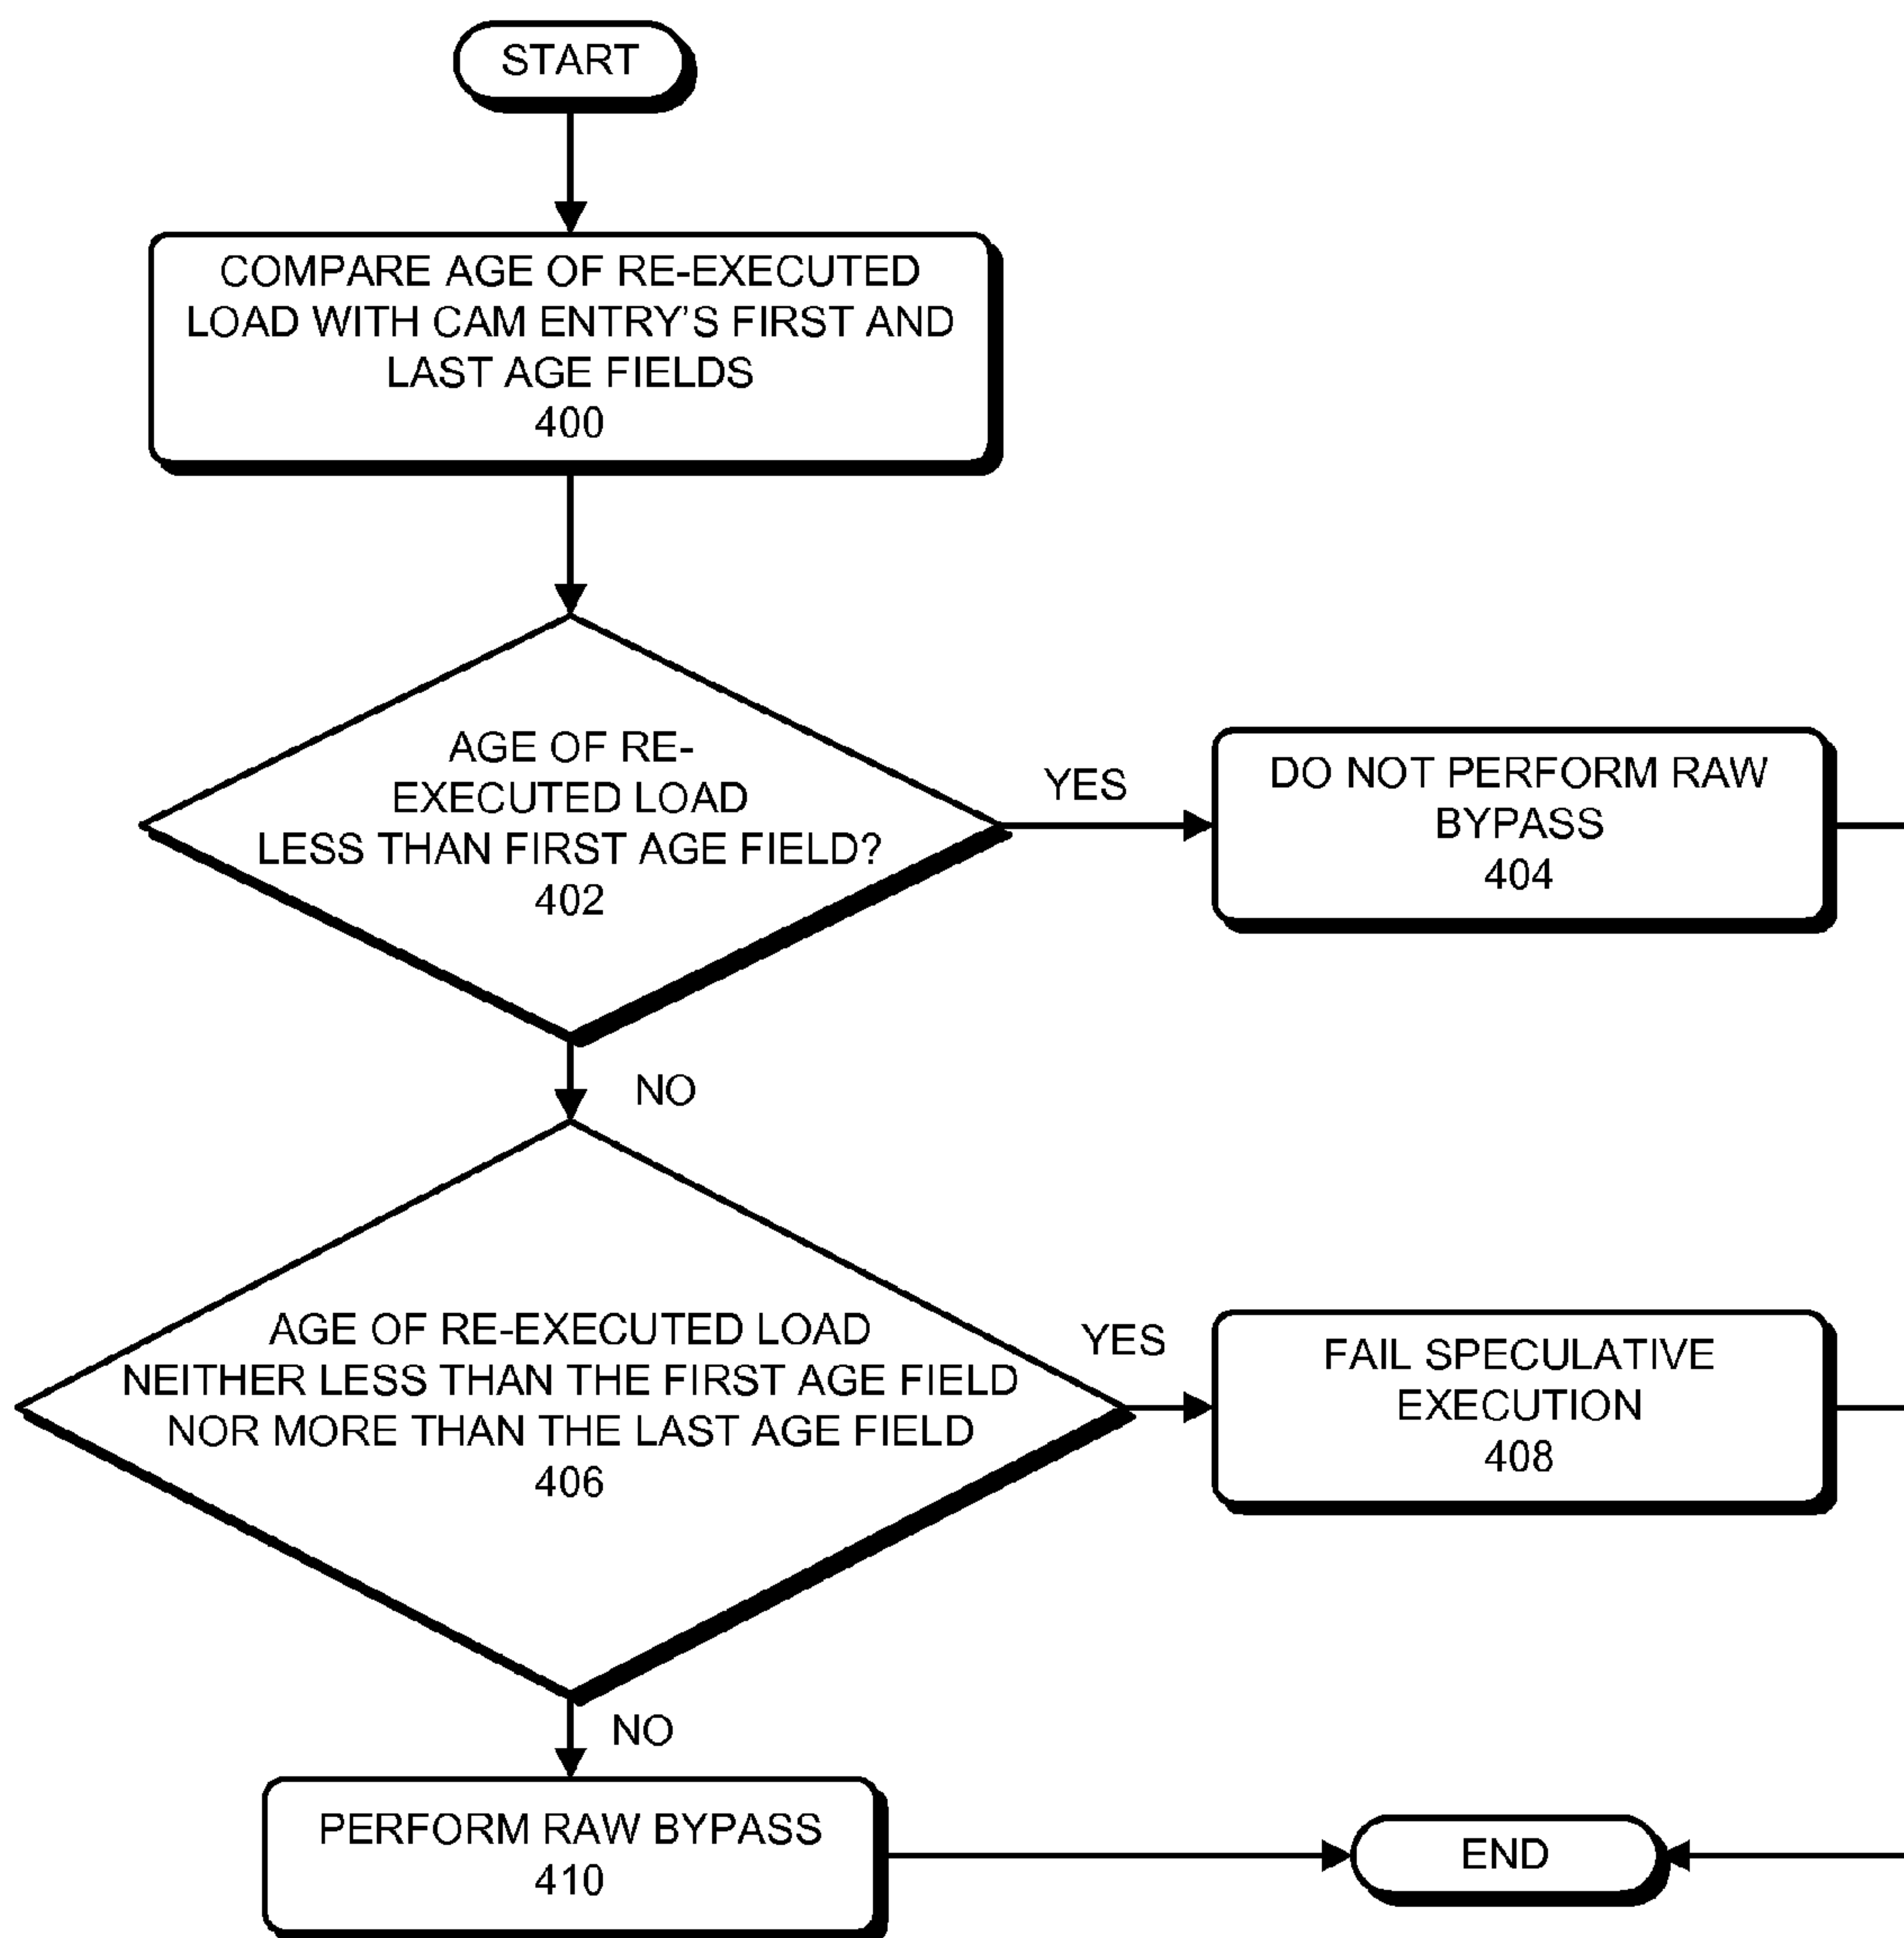 START
COMPARE AGE OF RE-EXECUTED
LOAD WITH CAM ENTRY'S FIRST AND
LAST AGE FIELDS
400
AGE OF RE-
EXECUTED LOAD
LESS THAN FIRST AGE FIELD?
402
YES
DO NOT PERFORM RAW
BYPASS
404
NO
AGE OF RE-EXECUTED LOAD
NEITHER LESS THAN THE FIRST AGE FIELD
NOR MORE THAN THE LAST AGE FIELD
406
YES
FAIL SPECULATIVE
EXECUTION
408
NO
PERFORM RAW BYPASS
410
END